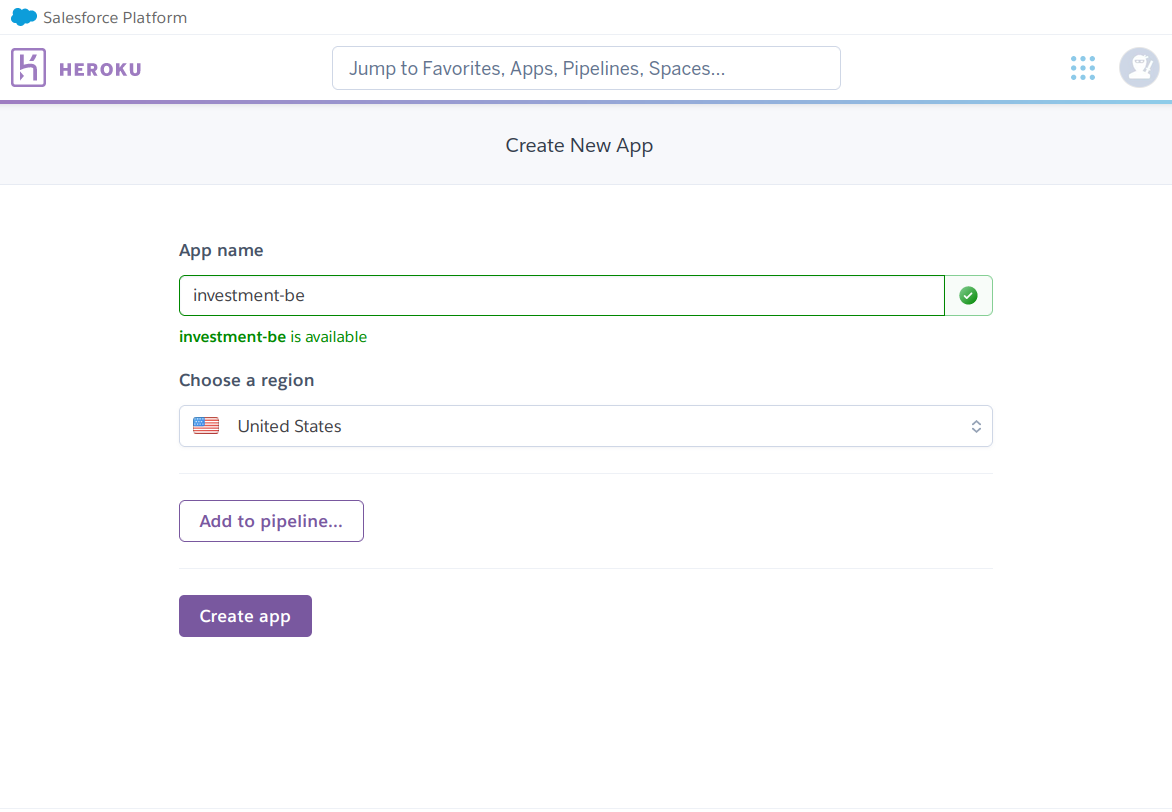 Salesforce Platform
HEROKU
Jump to Favorites, Apps, Pipelines, Spaces...
Create New App
App name
investment-be
investment-be is available
Choose a region
United States
Add to pipeline...
Create app